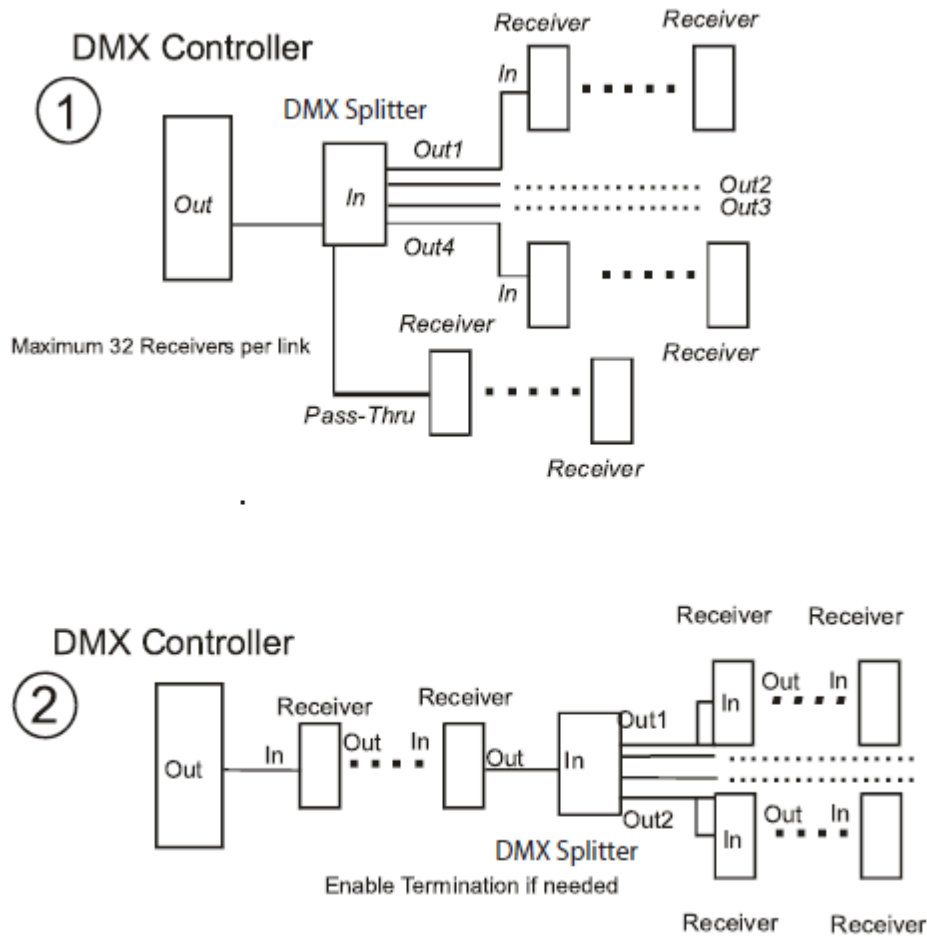 Receiver
Receiver
DMX Controller
1
In
DMX Splitter
Out1
Out
In
Out2
Out3
Out4
In
Receiver
Receiver
Maximum 32 Receivers per link
Pass-Thru
Receiver
Receiver
Receiver
DMX Controller
2
Receiver
Receiver
Out
In
Out
In
Out
In
Out1
In
Out
In
Out2
In
Out
In
DMX Splitter
Enable Termination if needed
Receiver
Receiver